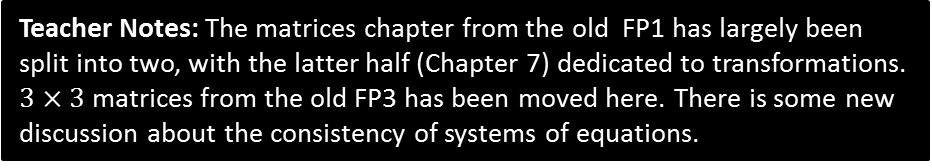 Teacher Notes: The matrices chapter from the old FP1 has largely been
split into two, with the latter half (Chapter 7) dedicated to transformations.
3 × 3 matrices from the old FP3 has been moved here. There is some new
discussion about the consistency of systems of equations.